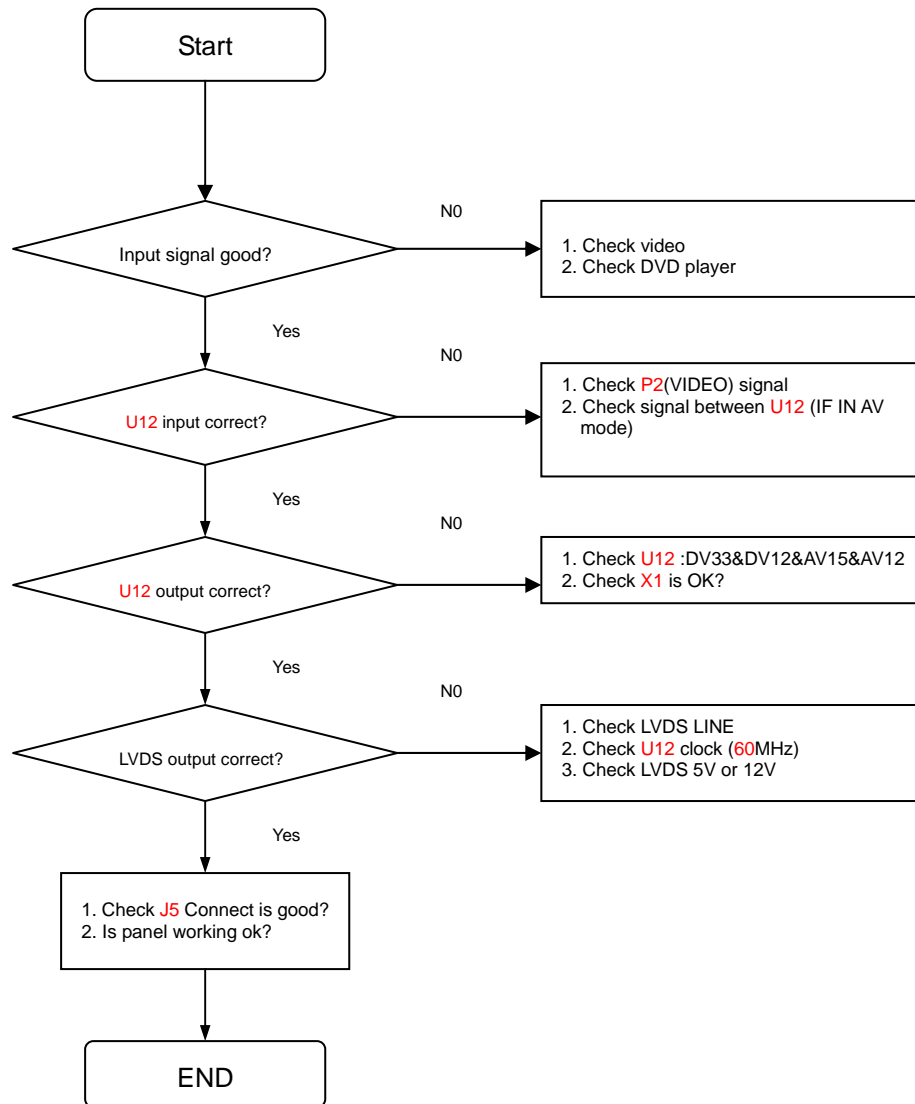 Start
N0
Input signal good?
1. Check video
2. Check DVD player
Yes
N0
U12 input correct?
1. Check P2(VIDEO) signal
2. Check signal between U12 (IF IN AV
mode)
Yes
N0
U12 output correct?
1. Check U12 :DV33&DV12&AV15&AV12
2. Check X1 is OK?
Yes
N0
LVDS output correct?
1. Check LVDS LINE
2. Check U12 clock (60MHz)
3. Check LVDS 5V or 12V
Yes
1. Check J5 Connect is good?
2. Is panel working ok?
END